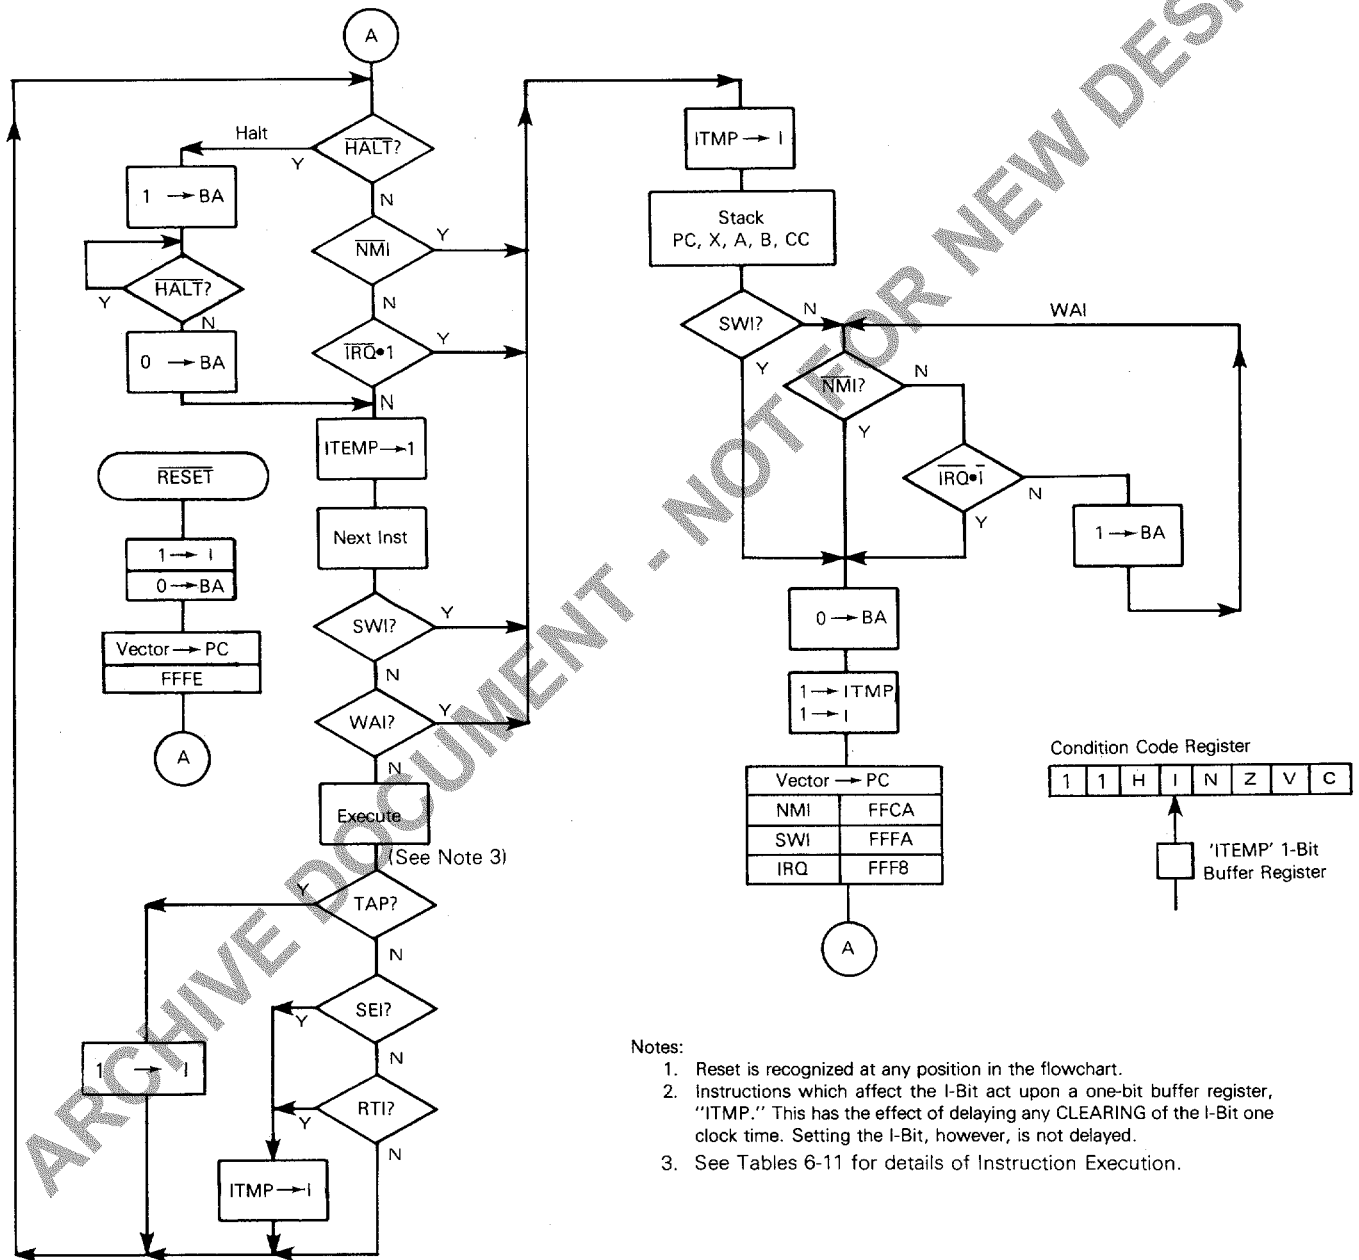 A
Halt
HALT?
Y
N
1 → BA
NMI
Y
N
HALT?
Y
N
IRQ•1
Y
N
0 → BA
ITEMP→1
RESET
Next Inst
1→ I
0→BA
SWI?
Y
N
Vector→PC
FFFE
WAI?
Y
N
A
Execute
(See Note 3)
TAP?
Y
N
SEI?
Y
N
1 → I
RTI?
Y
N
ITMP→I
ITMP→ I
Stack
PC, X, A, B, CC
SWI?
N
Y
WAI
NMI?
N
Y
IRQ•I
N
Y
1→BA
0→BA
1→ITMP
1→I
Vector→PC
NMI FFCA
SWI FFFA
IRQ FFF8
A
Condition Code Register
1 1 H I N Z V C
'ITEMP' 1-Bit
Buffer Register
Notes:
1. Reset is recognized at any position in the flowchart.
2. Instructions which affect the I-Bit act upon a one-bit buffer register,
"ITMP." This has the effect of delaying any CLEARING of the I-Bit one
clock time. Setting the I-Bit, however, is not delayed.
3. See Tables 6-11 for details of Instruction Execution.
ARCHIVE DOCUMENT - NOT FOR NEW